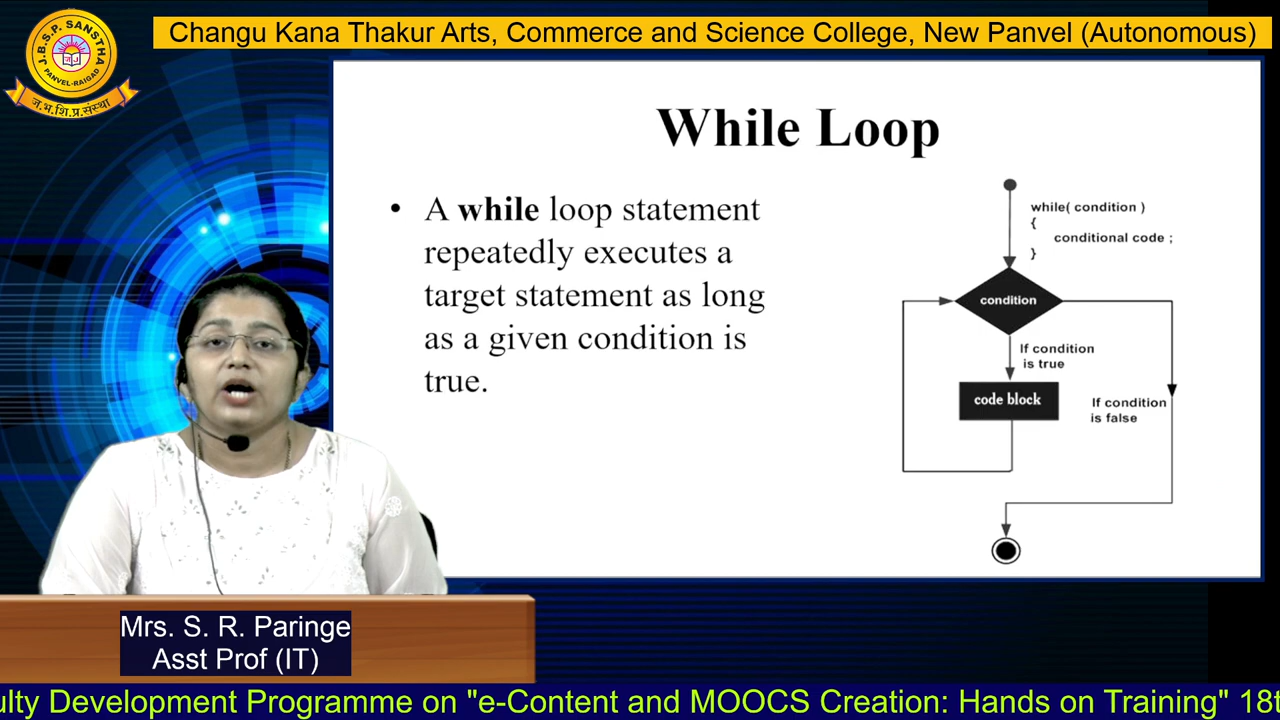 J.B.S.P. SANSTHA
PANVEL-RAIGAD
ज.भ.शि.प्र.संस्था
Changu Kana Thakur Arts, Commerce and Science College, New Panvel (Autonomous)
While Loop
• A while loop statement
repeatedly executes a
target statement as long
as a given condition is
true.
while( condition )
{
conditional code ;
}
condition
If condition
is true
code block
If condition
is false
Mrs. S. R. Paringe
Asst Prof (IT)
ulty Development Programme on "e-Content and MOOCS Creation: Hands on Training" 18t